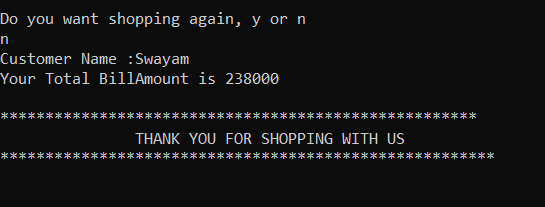 Do you want shopping again, y or n
n
Customer Name :Swayam
Your Total BillAmount is 238000
*****************************************************
THANK YOU FOR SHOPPING WITH US
*******************************************************